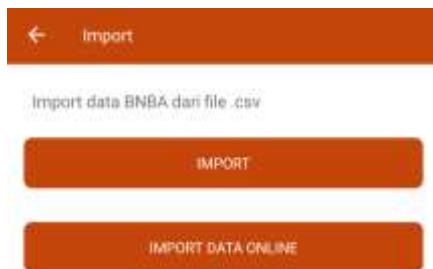 Import
Import data BNBA dari file .csv
IMPORT
IMPORT DATA ONLINE